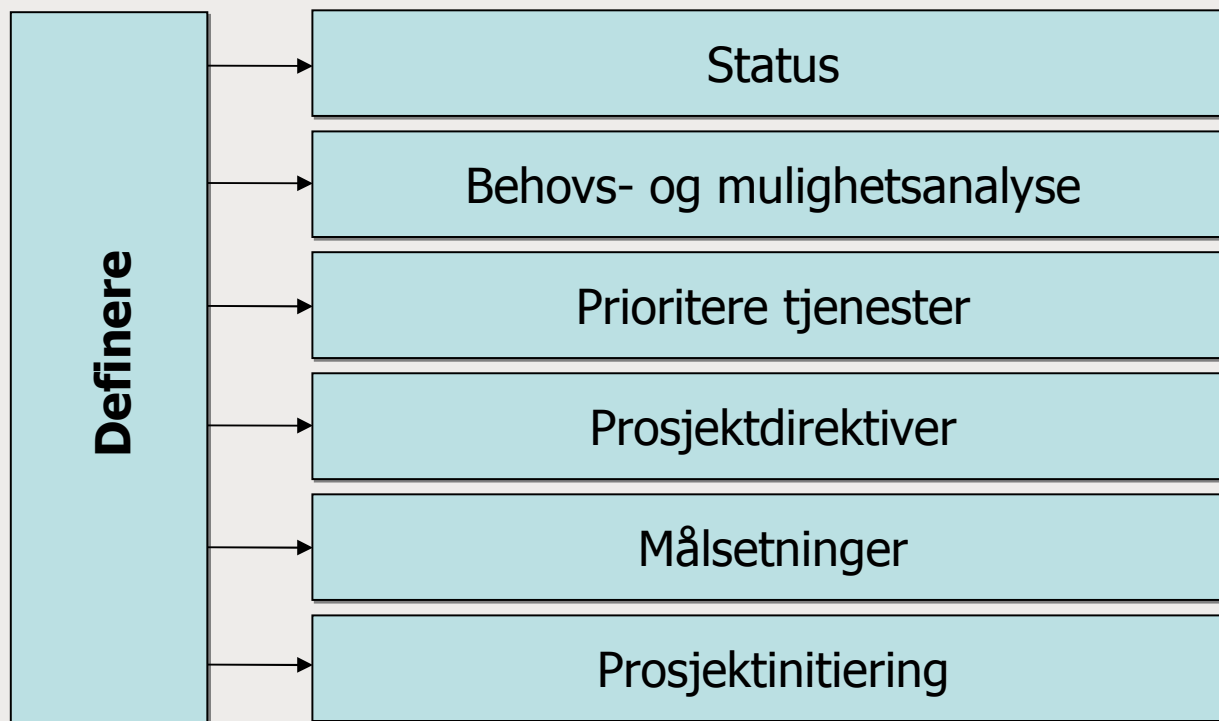 Definere
Status
Behovs- og mulighetsanalyse
Prioritere tjenester
Prosjektdirektiver
Målsetninger
Prosjektinitiering